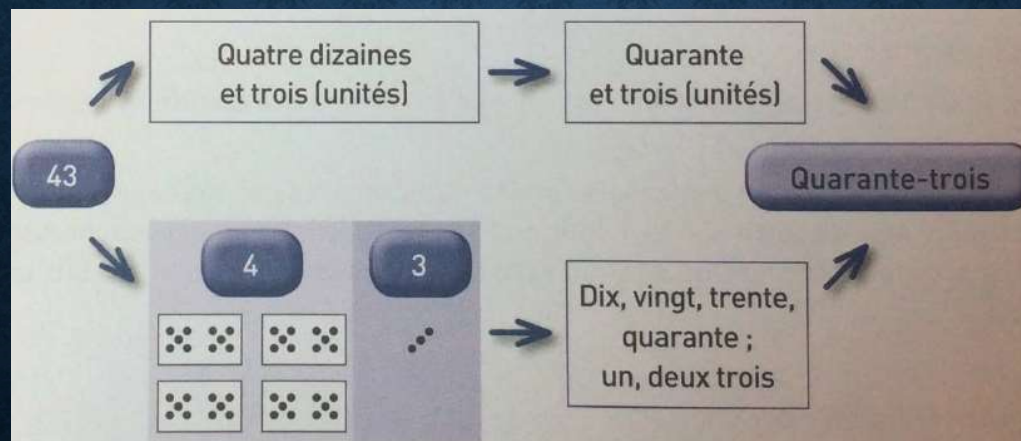 Quatre dizaines
et trois (unités)
Quarante
et trois (unités)
43
Quarante-trois
4
3
Dix, vingt, trente,
quarante ;
un, deux trois